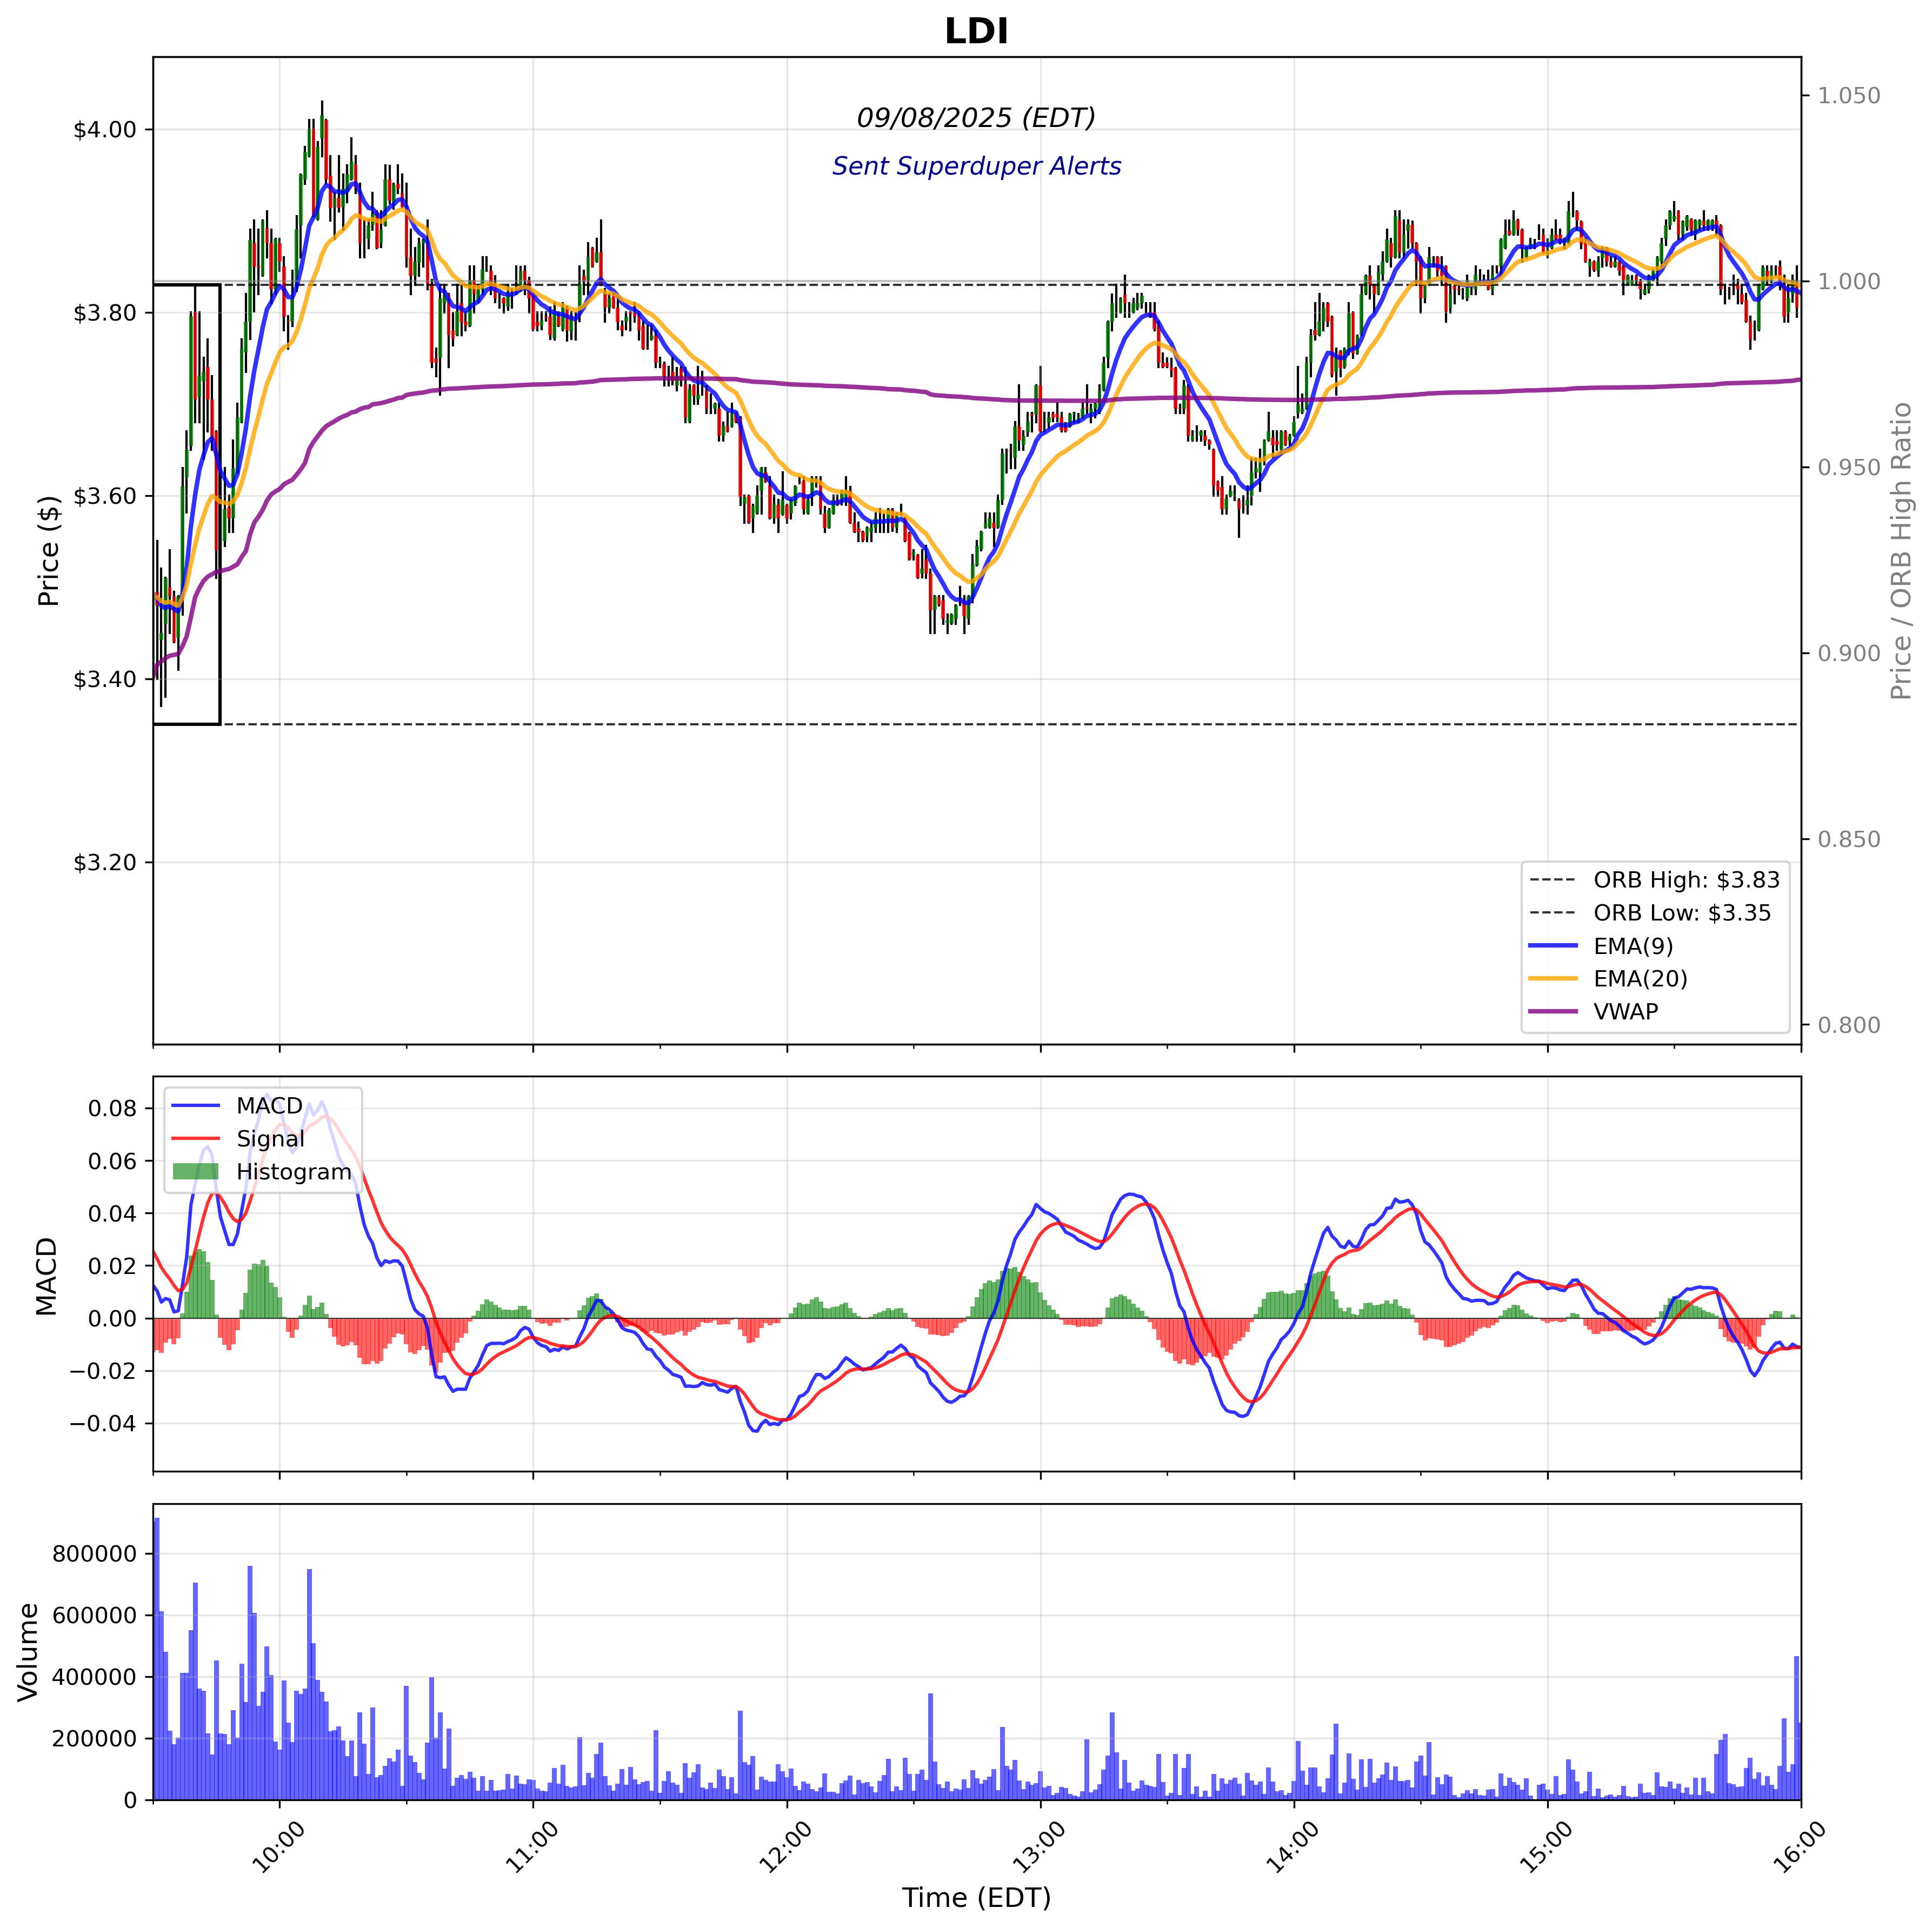 LDI
09/08/2025 (EDT)
Sent Superduper Alerts
Price ($)
$4.00
$3.80
$3.60
$3.40
$3.20
Price / ORB High Ratio
1.050
1.000
0.950
0.900
0.850
0.800
ORB High: $3.83
ORB Low: $3.35
EMA(9)
EMA(20)
VWAP
MACD
0.08
0.06
0.04
0.02
0.00
−0.02
−0.04
MACD
Signal
Histogram
Volume
800000
600000
400000
200000
0
10:00
11:00
12:00
13:00
14:00
15:00
16:00
Time (EDT)